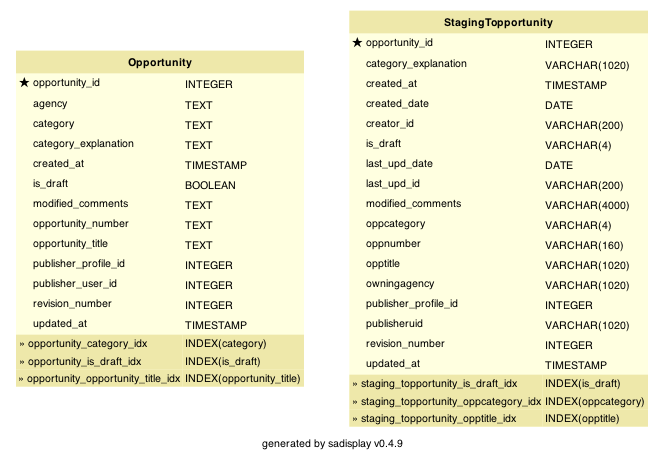 Opportunity
★ opportunity_id INTEGER
agency TEXT
category TEXT
category_explanation TEXT
created_at TIMESTAMP
is_draft BOOLEAN
modified_comments TEXT
opportunity_number TEXT
opportunity_title TEXT
publisher_profile_id INTEGER
publisher_user_id INTEGER
revision_number INTEGER
updated_at TIMESTAMP
» opportunity_category_idx INDEX(category)
» opportunity_is_draft_idx INDEX(is_draft)
» opportunity_opportunity_title_idx INDEX(opportunity_title)
StagingTopportunity
★ opportunity_id INTEGER
category_explanation VARCHAR(1020)
created_at TIMESTAMP
created_date DATE
creator_id VARCHAR(200)
is_draft VARCHAR(4)
last_upd_date DATE
last_upd_id VARCHAR(200)
modified_comments VARCHAR(4000)
oppcategory VARCHAR(4)
oppnumber VARCHAR(160)
opptitle VARCHAR(1020)
owningagency VARCHAR(1020)
publisher_profile_id INTEGER
publisheruid VARCHAR(1020)
revision_number INTEGER
updated_at TIMESTAMP
» staging_topportunity_is_draft_idx INDEX(is_draft)
» staging_topportunity_oppcategory_idx INDEX(oppcategory)
» staging_topportunity_opptitle_idx INDEX(opptitle)
generated by sadisplay v0.4.9